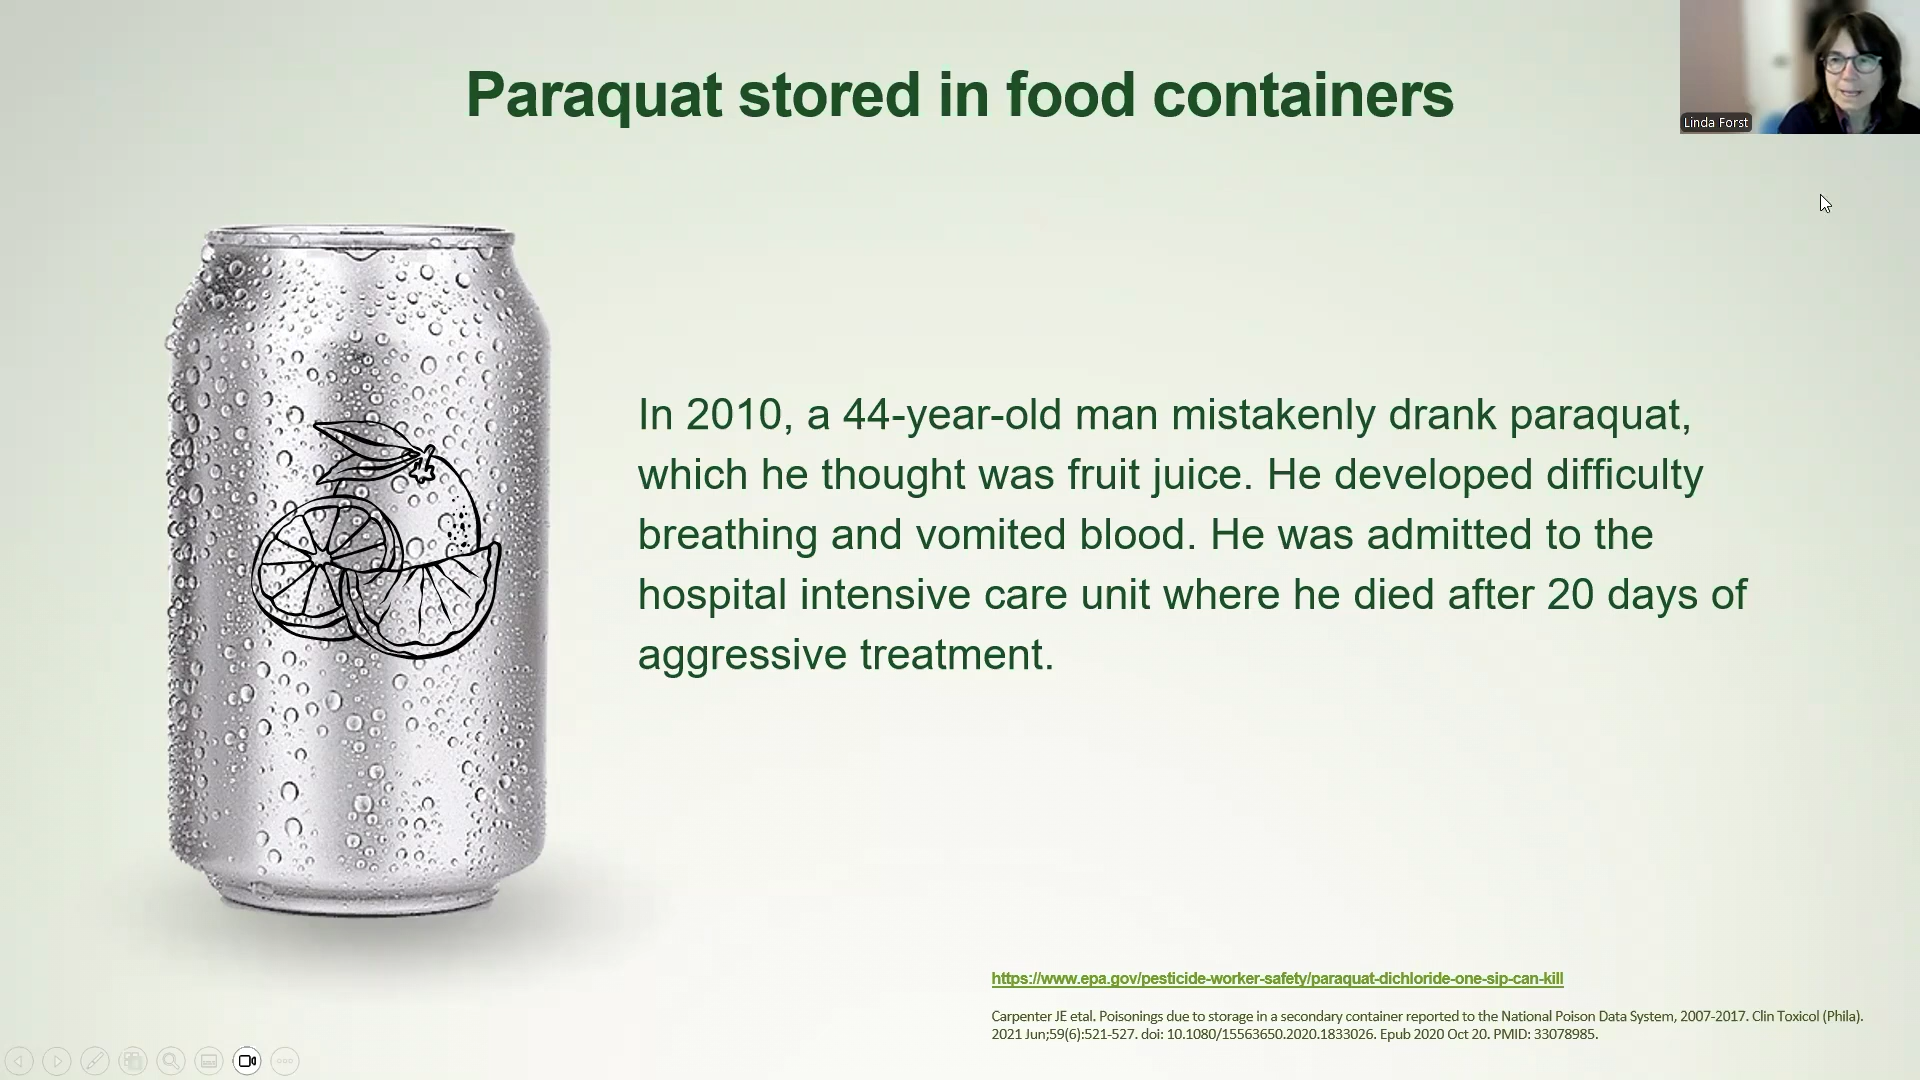 Paraquat stored in food containers
Linda Forst
In 2010, a 44-year-old man mistakenly drank paraquat,
which he thought was fruit juice. He developed difficulty
breathing and vomited blood. He was admitted to the
hospital intensive care unit where he died after 20 days of
aggressive treatment.
https://www.epa.gov/pesticide-worker-safety/paraquat-dichloride-one-sip-can-kill
Carpenter JE etal. Poisonings due to storage in a secondary container reported to the National Poison Data System, 2007-2017. Clin Toxicol (Phila).
2021 Jun;59(6):521-527. doi: 10.1080/15563650.2020.1833026. Epub 2020 Oct 20. PMID: 33078985.